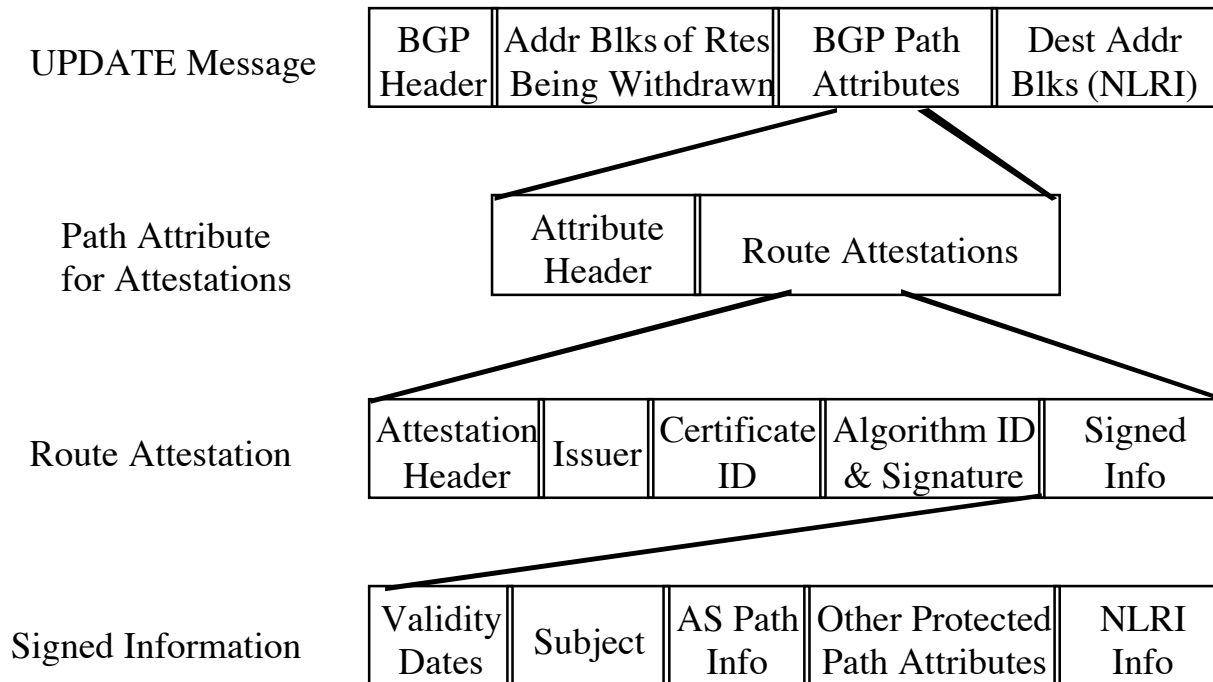 UPDATE Message
BGP
Header
Addr Blks of Rtes
Being Withdrawn
BGP Path
Attributes
Dest Addr
Blks (NLRI)
Path Attribute
for Attestations
Attribute
Header
Route Attestations
Route Attestation
Attestation
Header
Issuer
Certificate
ID
Algorithm ID
& Signature
Signed
Info
Signed Information
Validity
Dates
Subject
AS Path
Info
Other Protected
Path Attributes
NLRI
Info